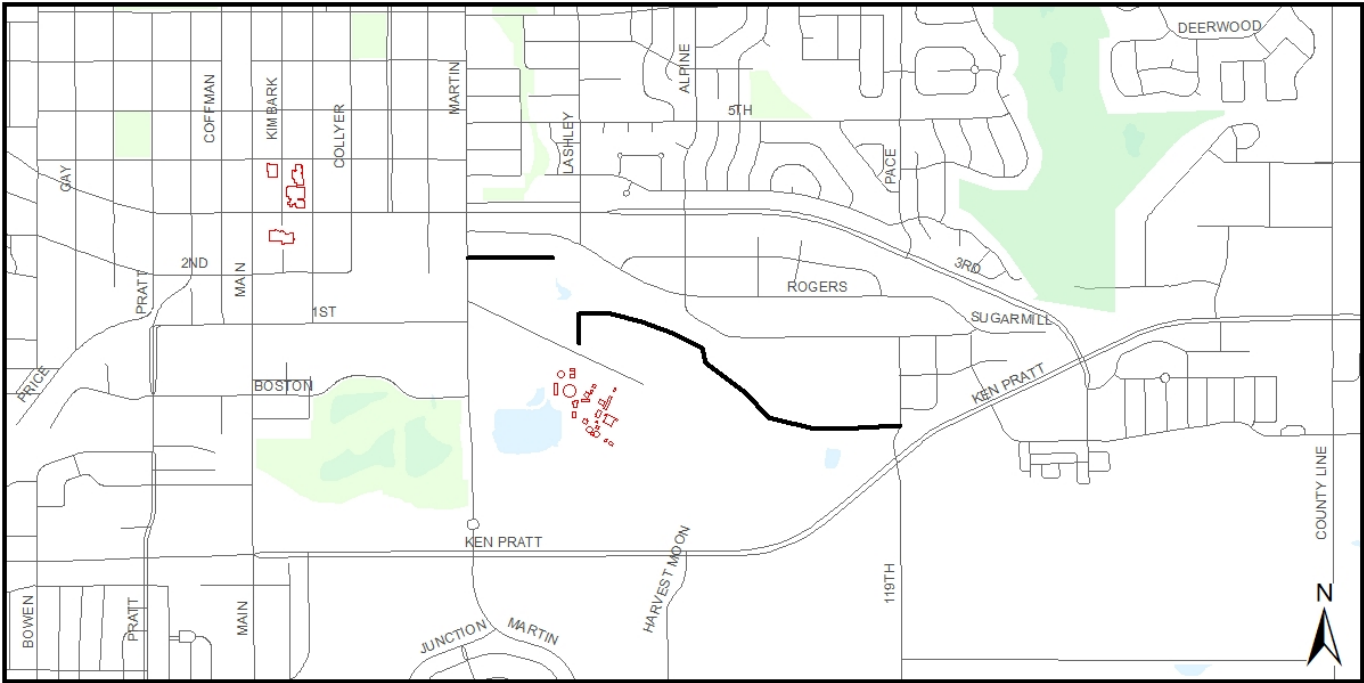 DEERWOOD
ALPINE
MARTIN
COFFMAN
KIMBARK
COLLYER
5TH
LASHLEY
PACE
GAY
2ND
3RD
MAIN
PRATT
ROGERS
1ST
SUGARMILL
PRICE
BOSTON
KEN PRATT
COUNTY LINE
KEN PRATT
HARVEST MOON
119TH
N
BOWEN
PRATT
MAIN
JUNCTION
MARTIN